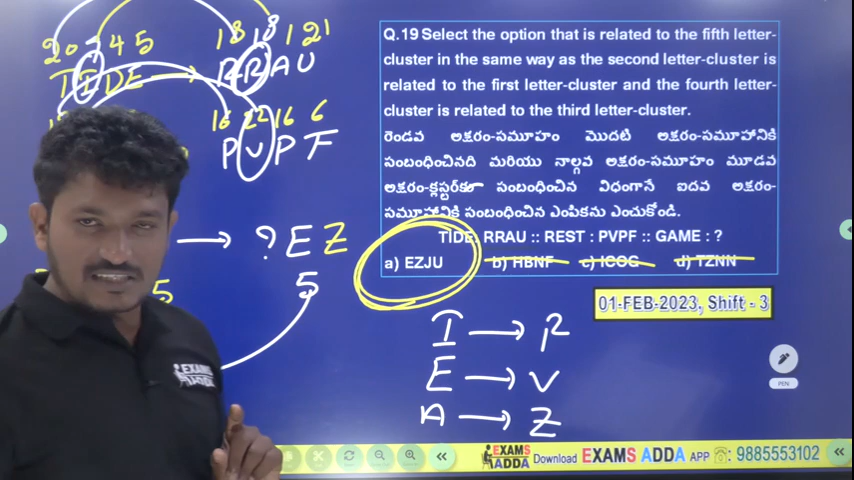 20 9 4 5 18 18 1 21
TIDE → RRAU
16 22 16 6
PVPF
→ ? E Z
5
5
Q.19 Select the option that is related to the fifth letter-
cluster in the same way as the second letter-cluster is
related to the first letter-cluster and the fourth letter-
cluster is related to the third letter-cluster.
రెండవ అక్షరం-సమూహం మొదటి అక్షరం-సమూహానికి
సంబంధించినది మరియు నాల్గవ అక్షరం-సమూహం మూడవ
అక్షరం-క్లస్టర్‌కు సంబంధించిన విధంగానే ఐదవ అక్షరం-
సమూహానికి సంబంధించిన ఎంపికను ఎంచుకోండి.
TIDE: RRAU :: REST : PVPF :: GAME : ?
a) EZJU b) HBNF c) ICOG d) TZNN
01-FEB-2023, Shift - 3
I → R
E → V
A → Z
PEN
EXAMS ADDA
EXAMS ADDA Download EXAMS ADDA APP ☏: 9885553102